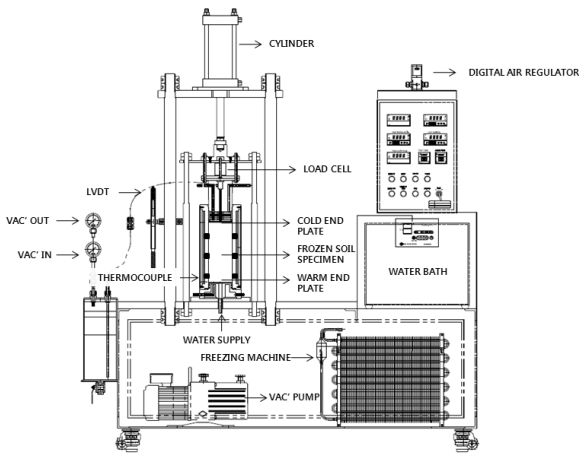 CYLINDER
DIGITAL AIR REGULATOR
LOAD CELL
LVDT
VAC' OUT
COLD END
PLATE
VAC' IN
FROZEN SOIL
SPECIMEN
WATER BATH
THERMOCOUPLE
WARM END
PLATE
WATER SUPPLY
FREEZING MACHINE
VAC' PUMP